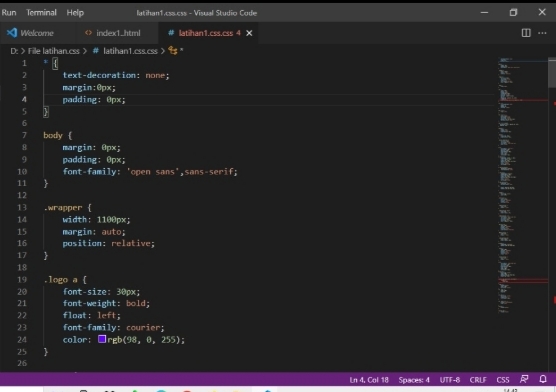 Run Terminal Help latihan1.css.css - Visual Studio Code
Welcome <> index1..html # latihan1.css.css 4 ×
D: > File latihan.css > # latihan1.css.css > *
1 * {
2 text-decoration: none;
3 margin:0px;
4 padding: 0px;
5 }
6
7 body {
8 margin: 0px;
9 padding: 0px;
10 font-family: 'open sans',sans-serif;
11 }
12
13 .wrapper {
14 width: 1100px;
15 margin: auto;
16 position: relative;
17 }
18
19 .logo a {
20 font-size: 30px;
21 font-weight: bold;
22 float: left;
23 font-family: courier;
24 color: rgb(98, 0, 255);
25 }
26
Ln 4, Col 18 Spaces: 4 UTF-8 CRLF CSS